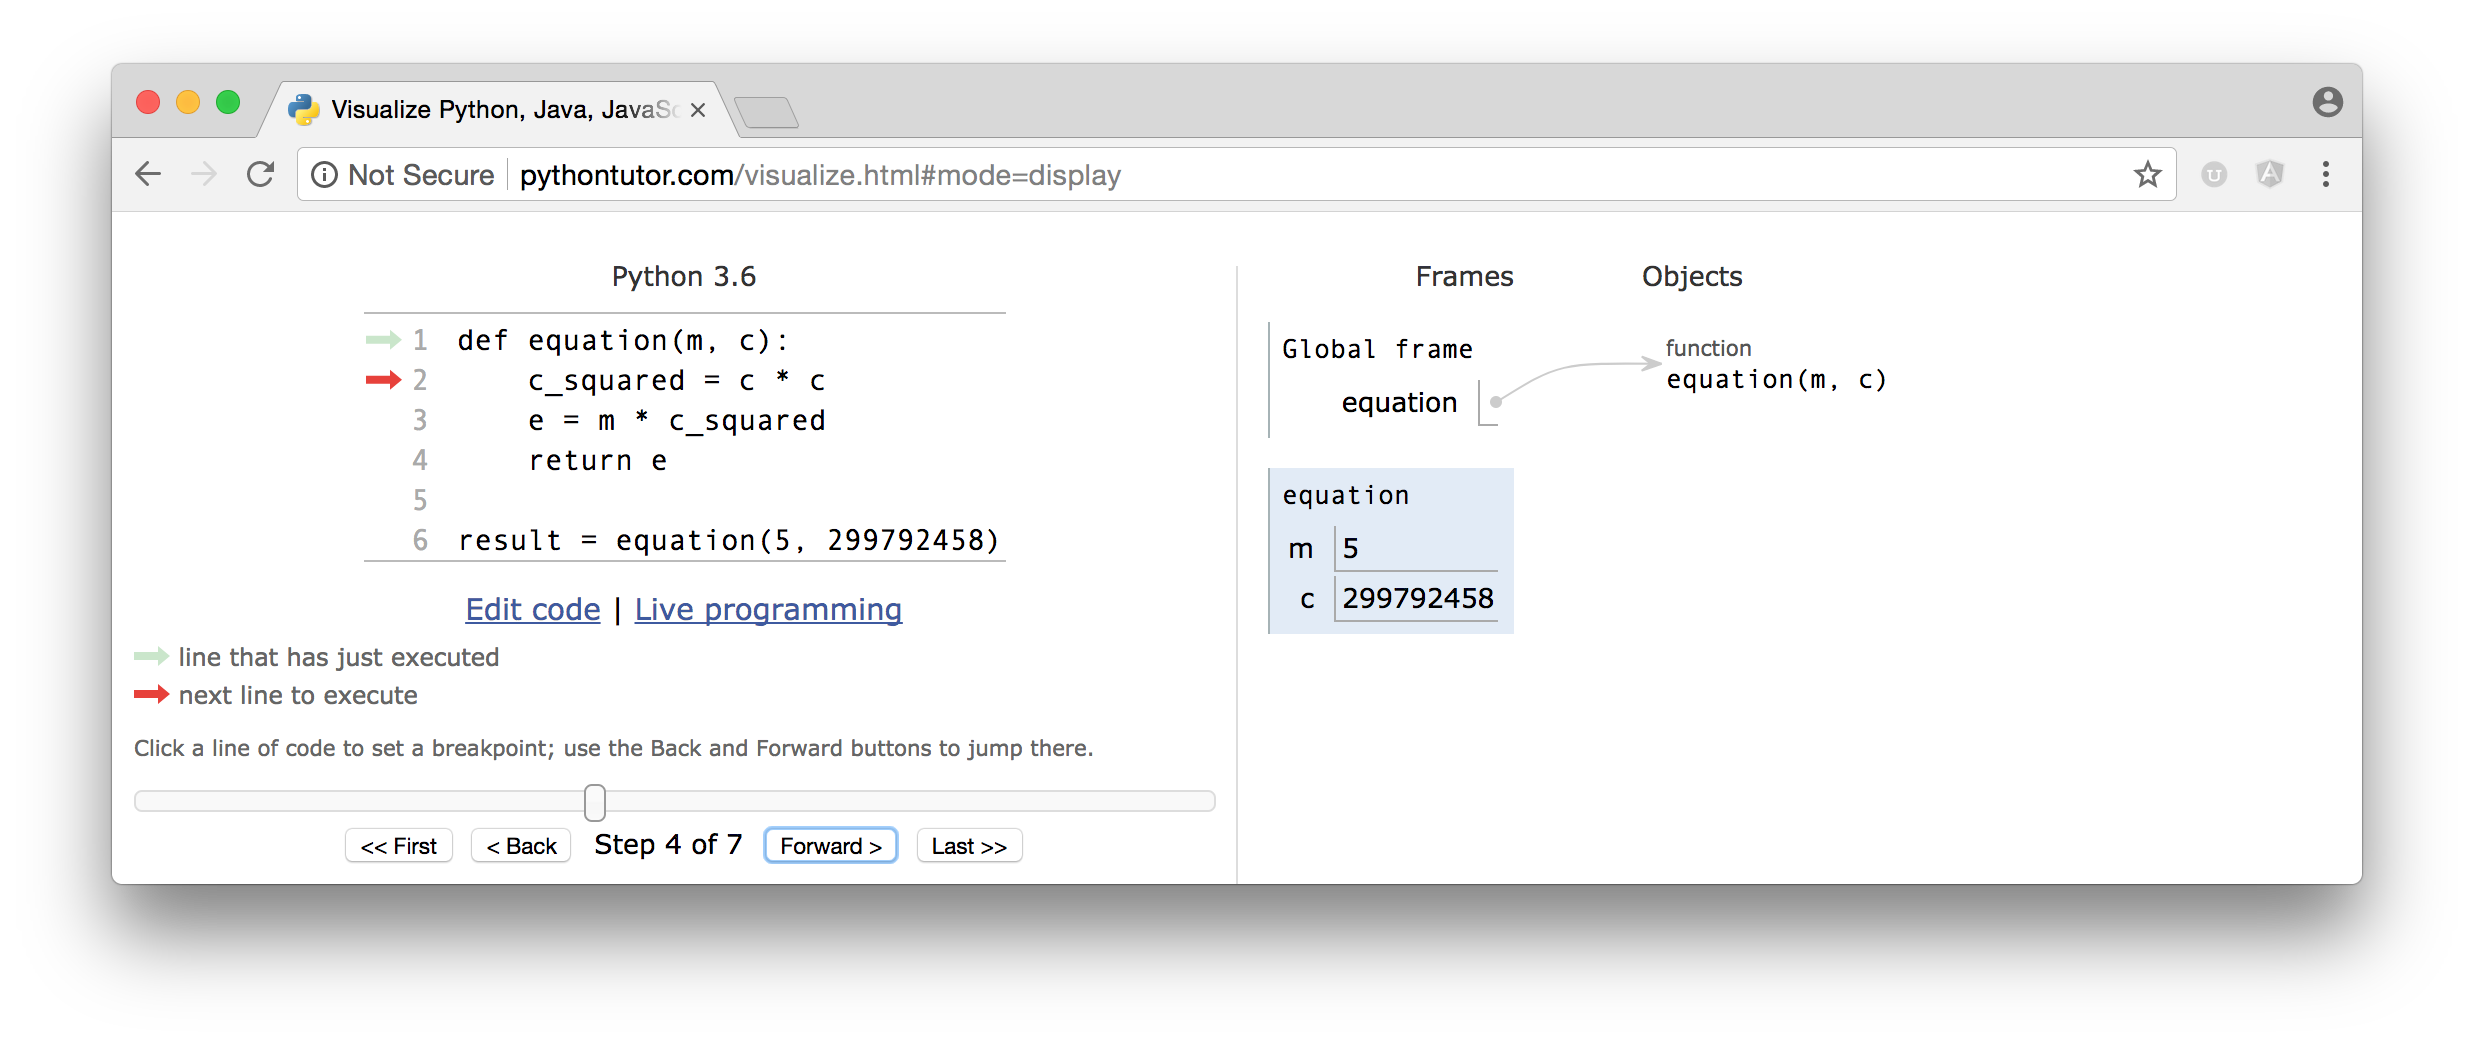 Visualize Python, Java, JavaSc
Not Secure pythontutor.com/visualize.html#mode=display
Python 3.6
1 def equation(m, c):
2 c_squared = c * c
3 e = m * c_squared
4 return e
5
6 result = equation(5, 299792458)
Edit code | Live programming
line that has just executed
next line to execute
Click a line of code to set a breakpoint; use the Back and Forward buttons to jump there.
<< First < Back Step 4 of 7 Forward > Last >>
Frames Objects
Global frame
equation
function
equation(m, c)
equation
m 5
c 299792458